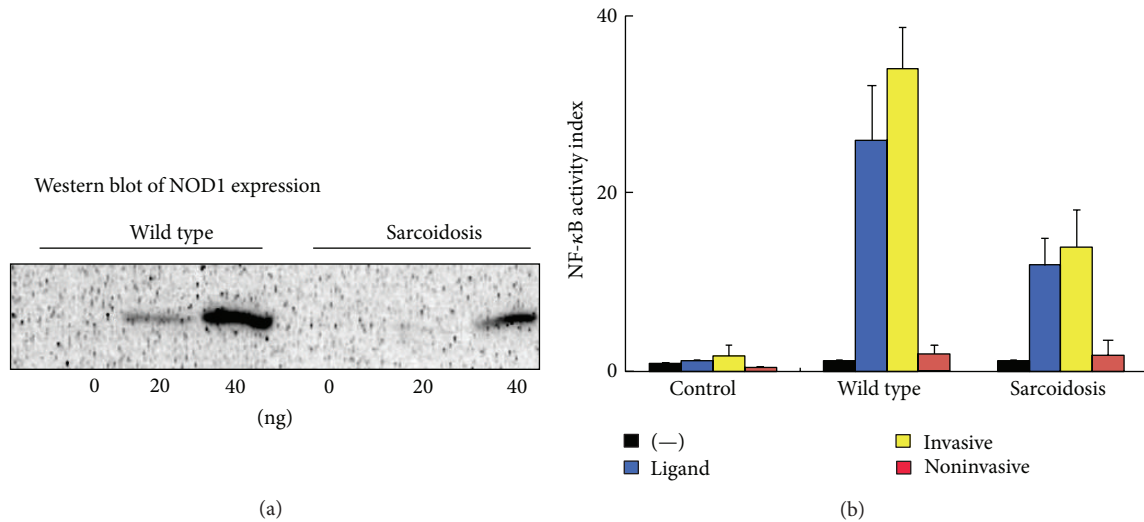 Western blot of NOD1 expression
Wild type Sarcoidosis
0 20 40 0 20 40
(ng)
(a)
40
20
0
NF-κB activity index
Control Wild type Sarcoidosis
(—) Invasive
Ligand Noninvasive
(b)